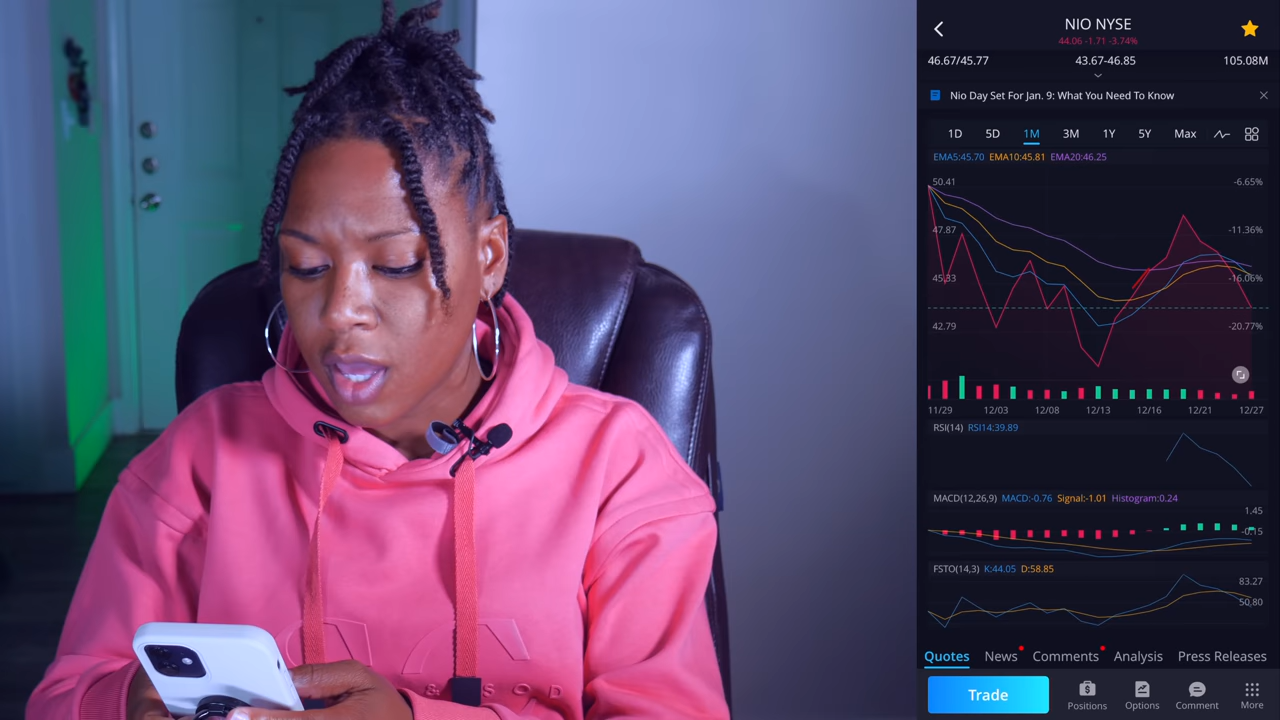 NIO NYSE
44.06 -1.71 -3.74%
46.67/45.77 43.67-46.85 105.08M
Nio Day Set For Jan. 9: What You Need To Know
1D 5D 1M 3M 1Y 5Y Max
EMA5:45.70 EMA10:45.81 EMA20:46.25
50.41 -6.65%
47.87 -11.36%
45.33 -16.06%
42.79 -20.77%
11/29 12/03 12/08 12/13 12/16 12/21 12/27
RSI(14) RSI14:39.89
MACD(12,26,9) MACD:-0.76 Signal:-1.01 Histogram:0.24
1.45
-0.15
FSTO(14,3) K:44.05 D:58.85
83.27
50.80
Quotes News Comments Analysis Press Releases
Trade Positions Options Comment More
& SOD